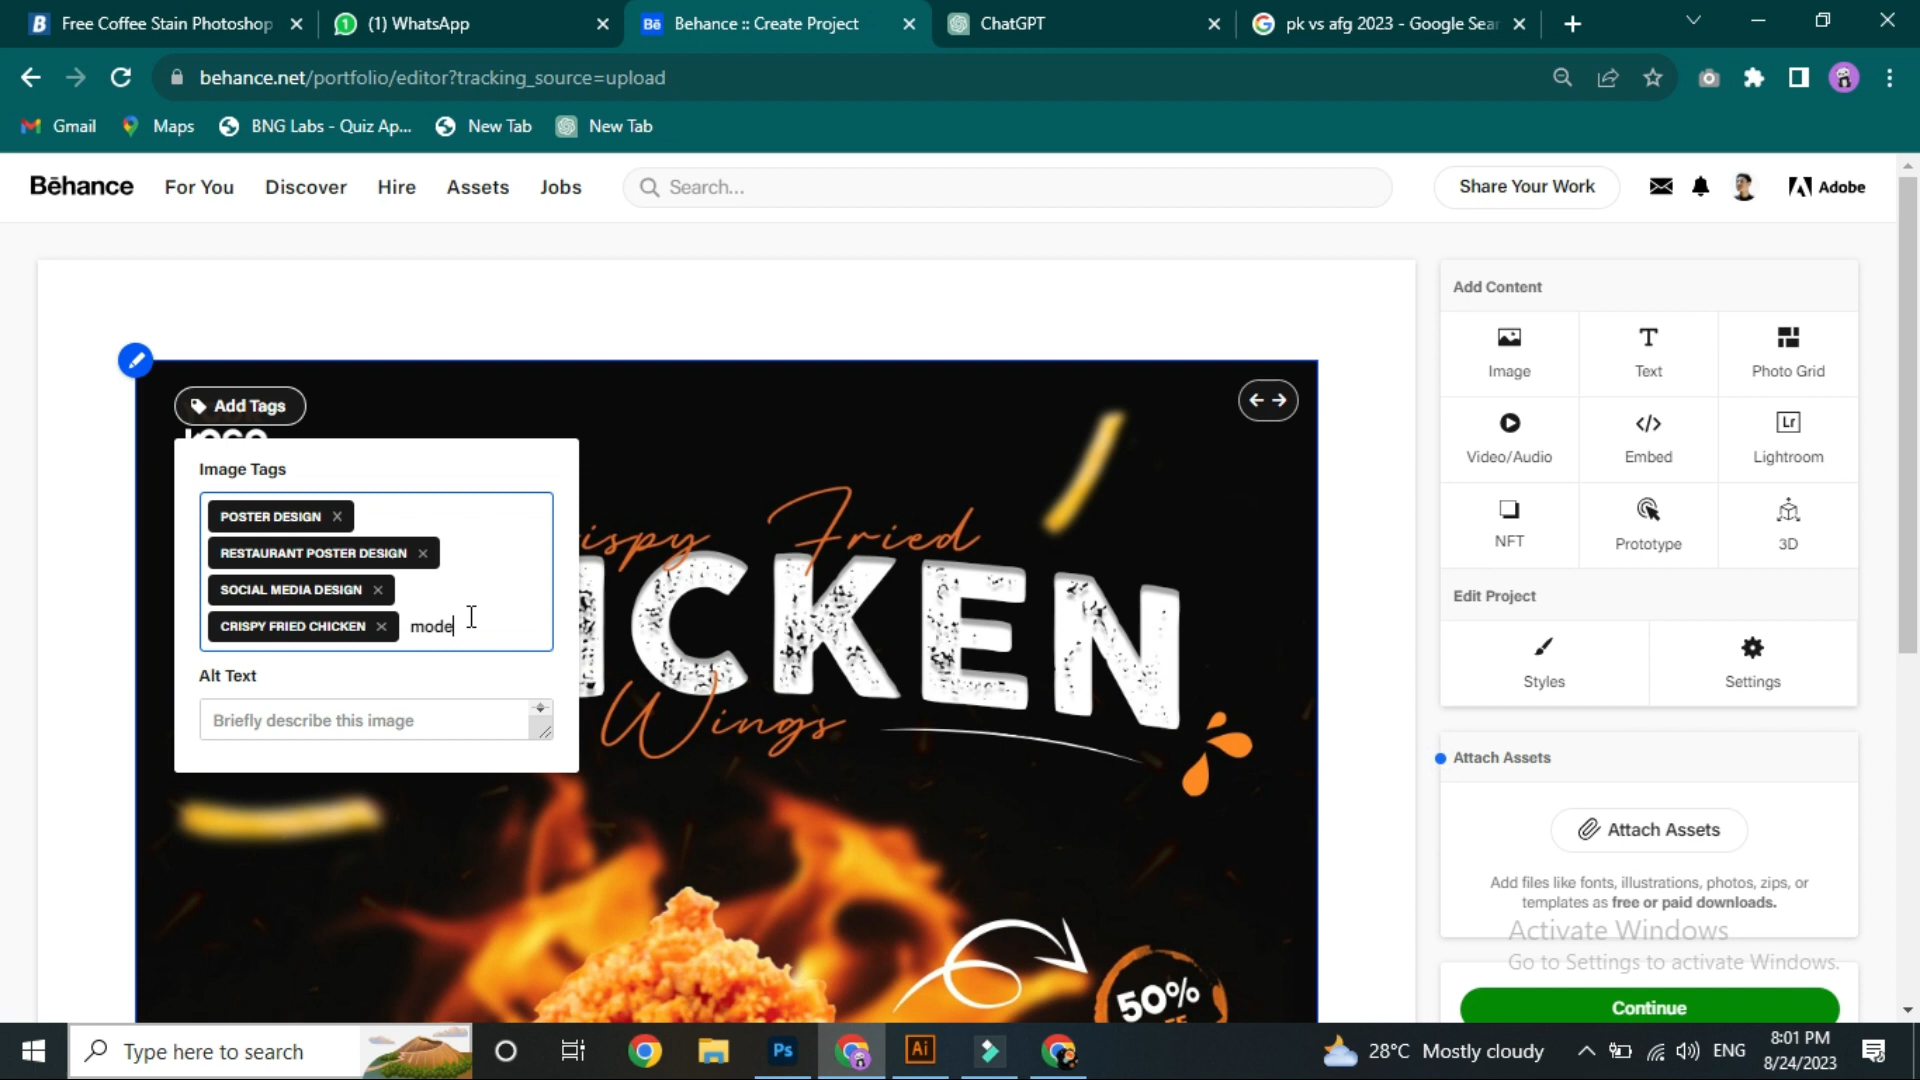 Free Coffee Stain Photoshop
(1) WhatsApp
Bē Behance :: Create Project
ChatGPT
pk vs afg 2023 - Google Sear
behance.net/portfolio/editor?tracking_source=upload
Gmail
Maps
BNG Labs - Quiz Ap...
New Tab
New Tab
Bēhance
For You
Discover
Hire
Assets
Jobs
Search...
Share Your Work
Adobe
Add Tags
Image Tags
POSTER DESIGN
RESTAURANT POSTER DESIGN
SOCIAL MEDIA DESIGN
CRISPY FRIED CHICKEN
mode
Alt Text
Briefly describe this image
ispy Fried
ICKEN
Wings
50%
Add Content
Image
Text
Photo Grid
Video/Audio
Embed
Lr
Lightroom
NFT
Prototype
3D
Edit Project
Styles
Settings
Attach Assets
Attach Assets
Add files like fonts, illustrations, photos, zips, or
templates as free or paid downloads.
Activate Windows
Go to Settings to activate Windows.
Continue
Type here to search
Ps
Ai
28°C Mostly cloudy
ENG
8:01 PM
8/24/2023